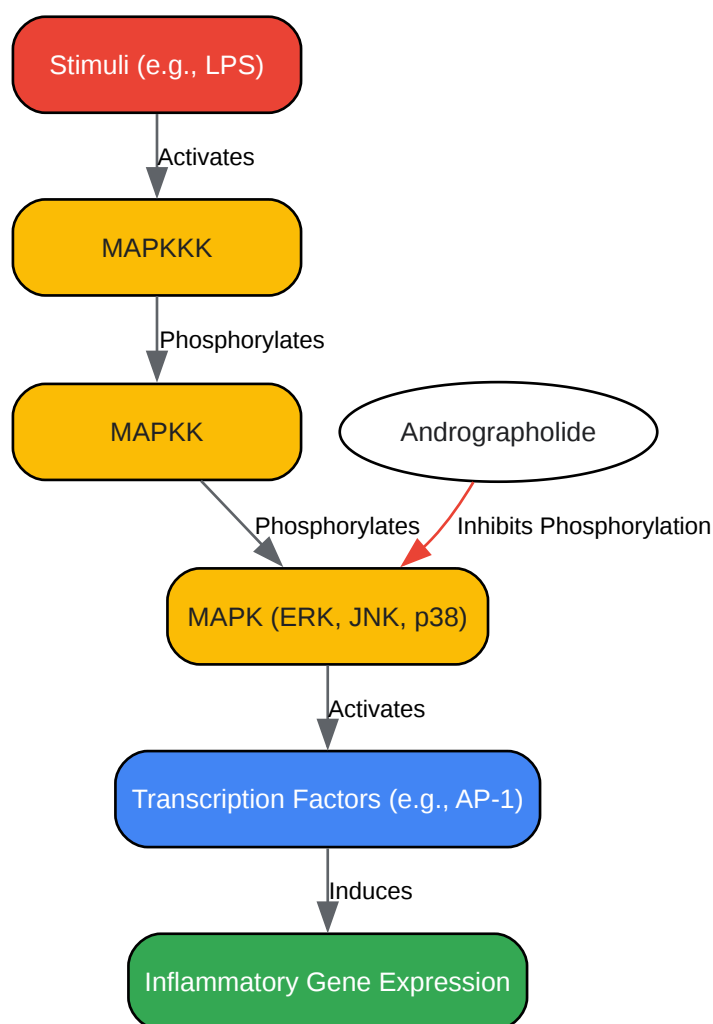 Stimuli (e.g., LPS)
Activates
MAPKKK
Phosphorylates
MAPKK
Andrographolide
Phosphorylates
Inhibits Phosphorylation
MAPK (ERK, JNK, p38)
Activates
Transcription Factors (e.g., AP-1)
Induces
Inflammatory Gene Expression